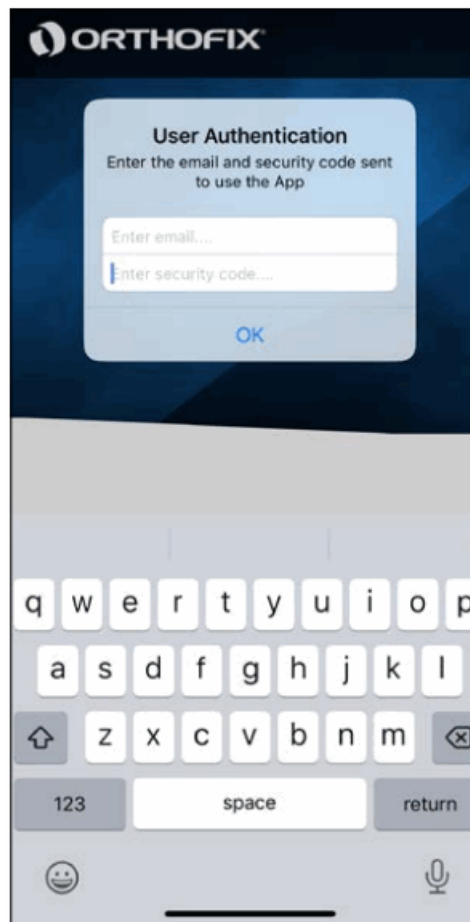 ORTHOFIX
User Authentication
Enter the email and security code sent
to use the App
Enter email....
Enter security code....
OK
q w e r t y u i o p
a s d f g h j k l
z x c v b n m
123 space return